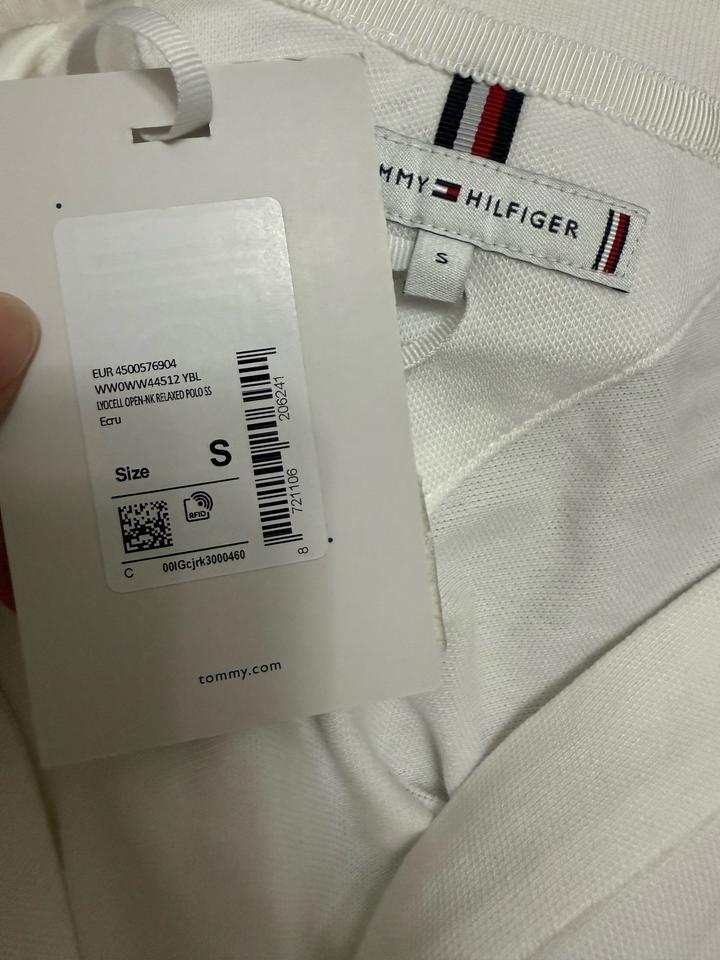 EUR 4500576904
WW0WW44512 YBL
LYOCELL OPEN-NK RELAXED POLO SS
Ecru
Size S
RFID
C 00IGcjrk3000460
8 721106 206241
tommy.com
MMY HILFIGER
S